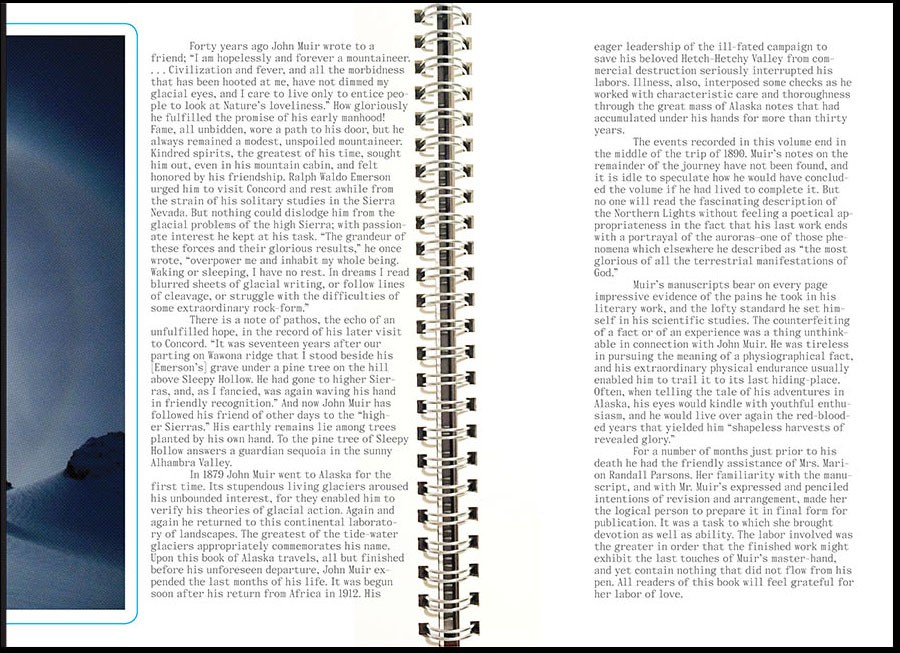 Forty years ago John Muir wrote to a
friend; “I am hopelessly and forever a mountaineer.
. . . Civilization and fever, and all the morbidness
that has been hooted at me, have not dimmed my
glacial eyes, and I care to live only to entice peo-
ple to look at Nature’s loveliness.” How gloriously
he fulfilled the promise of his early manhood!
Fame, all unbidden, wore a path to his door, but he
always remained a modest, unspoiled mountaineer.
Kindred spirits, the greatest of his time, sought
him out, even in his mountain cabin, and felt
honored by his friendship. Ralph Waldo Emerson
urged him to visit Concord and rest awhile from
the strain of his solitary studies in the Sierra
Nevada. But nothing could dislodge him from the
glacial problems of the high Sierra; with passion-
ate interest he kept at his task. “The grandeur of
these forces and their glorious results,” he once
wrote, “overpower me and inhabit my whole being.
Waking or sleeping, I have no rest. In dreams I read
blurred sheets of glacial writing, or follow lines
of cleavage, or struggle with the difficulties of
some extraordinary rock-form.”
There is a note of pathos, the echo of an
unfulfilled hope, in the record of his later visit
to Concord. “It was seventeen years after our
parting on Wawona ridge that I stood beside his
[Emerson’s] grave under a pine tree on the hill
above Sleepy Hollow. He had gone to higher Sier-
ras, and, as I fancied, was again waving his hand
in friendly recognition.” And now John Muir has
followed his friend of other days to the “high-
er Sierras.” His earthly remains lie among trees
planted by his own hand. To the pine tree of Sleepy
Hollow answers a guardian sequoia in the sunny
Alhambra Valley.
In 1879 John Muir went to Alaska for the
first time. Its stupendous living glaciers aroused
his unbounded interest, for they enabled him to
verify his theories of glacial action. Again and
again he returned to this continental laborato-
ry of landscapes. The greatest of the tide-water
glaciers appropriately commemorates his name.
Upon this book of Alaska travels, all but finished
before his unforeseen departure, John Muir ex-
pended the last months of his life. It was begun
soon after his return from Africa in 1912. His
eager leadership of the ill-fated campaign to
save his beloved Hetch-Hetchy Valley from com-
mercial destruction seriously interrupted his
labors. Illness, also, interposed some checks as he
worked with characteristic care and thoroughness
through the great mass of Alaska notes that had
accumulated under his hands for more than thirty
years.
The events recorded in this volume end in
the middle of the trip of 1890. Muir’s notes on the
remainder of the journey have not been found, and
it is idle to speculate how he would have conclud-
ed the volume if he had lived to complete it. But
no one will read the fascinating description of
the Northern Lights without feeling a poetical ap-
propriateness in the fact that his last work ends
with a portrayal of the auroras-one of those phe-
nomena which elsewhere he described as “the most
glorious of all the terrestrial manifestations of
God.”
Muir’s manuscripts bear on every page
impressive evidence of the pains he took in his
literary work, and the lofty standard he set him-
self in his scientific studies. The counterfeiting
of a fact or of an experience was a thing unthink-
able in connection with John Muir. He was tireless
in pursuing the meaning of a physiographical fact,
and his extraordinary physical endurance usually
enabled him to trail it to its last hiding-place.
Often, when telling the tale of his adventures in
Alaska, his eyes would kindle with youthful enthu-
siasm, and he would live over again the red-blood-
ed years that yielded him “shapeless harvests of
revealed glory.”
For a number of months just prior to his
death he had the friendly assistance of Mrs. Mari-
on Randall Parsons. Her familiarity with the manu-
script, and with Mr. Muir’s expressed and penciled
intentions of revision and arrangement, made her
the logical person to prepare it in final form for
publication. It was a task to which she brought
devotion as well as ability. The labor involved was
the greater in order that the finished work might
exhibit the last touches of Muir’s master-hand,
and yet contain nothing that did not flow from his
pen. All readers of this book will feel grateful for
her labor of love.